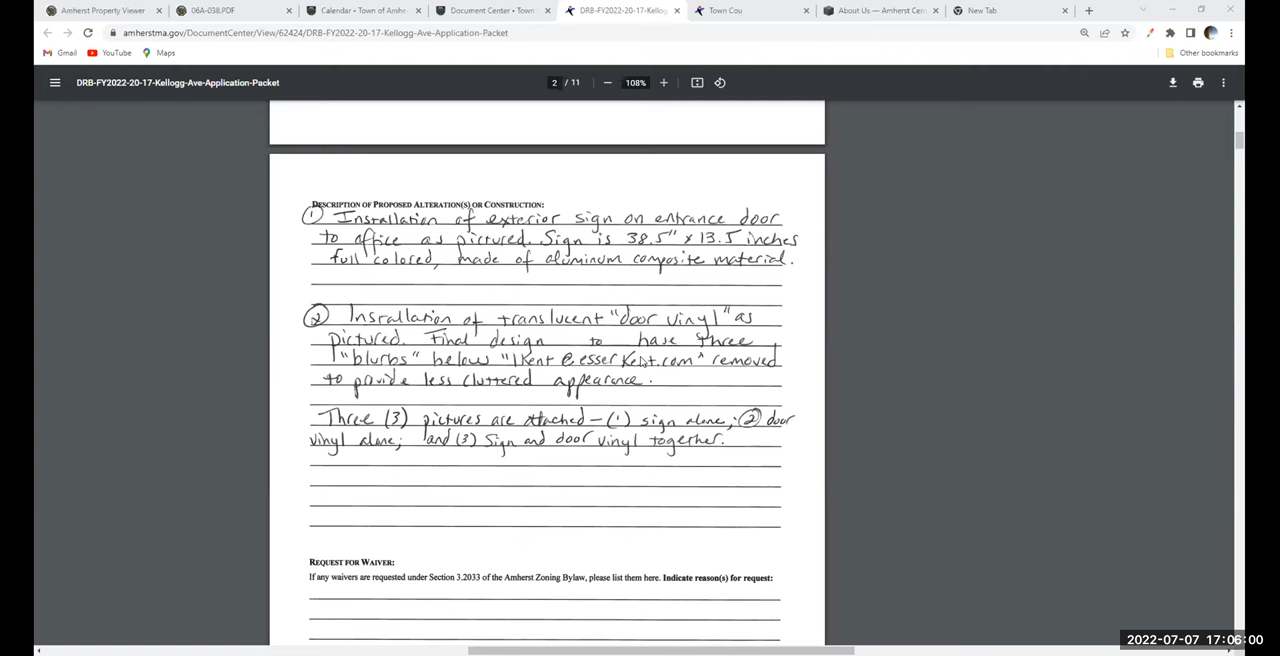 Amherst Property Viewer
06A-038.PDF
Calendar • Town of Amhe
Document Center • Town
DRB-FY2022-20-17-Kellog
Town Cou
About Us — Amherst Cen
New Tab
amherstma.gov/DocumentCenter/View/62424/DRB-FY2022-20-17-Kellogg-Ave-Application-Packet
Gmail YouTube Maps Other bookmarks
DRB-FY2022-20-17-Kellogg-Ave-Application-Packet 2 / 11 108%
DESCRIPTION OF PROPOSED ALTERATION(S) OR CONSTRUCTION:
① Installation of exterior sign on entrance door
to office as pictured. Sign is 38.5" x 13.5 inches
full colored, made of aluminum composite material.
② Installation of translucent "door vinyl" as
pictured. Final design to have three
"blurbs" below "lkent@esserkent.com" removed
to provide less cluttered appearance.
Three (3) pictures are attached - (1) sign alone; ② door
vinyl alone; and (3) Sign and door vinyl together.
REQUEST FOR WAIVER:
If any waivers are requested under Section 3.2033 of the Amherst Zoning Bylaw, please list them here. Indicate reason(s) for request:
2022-07-07 17:06:00